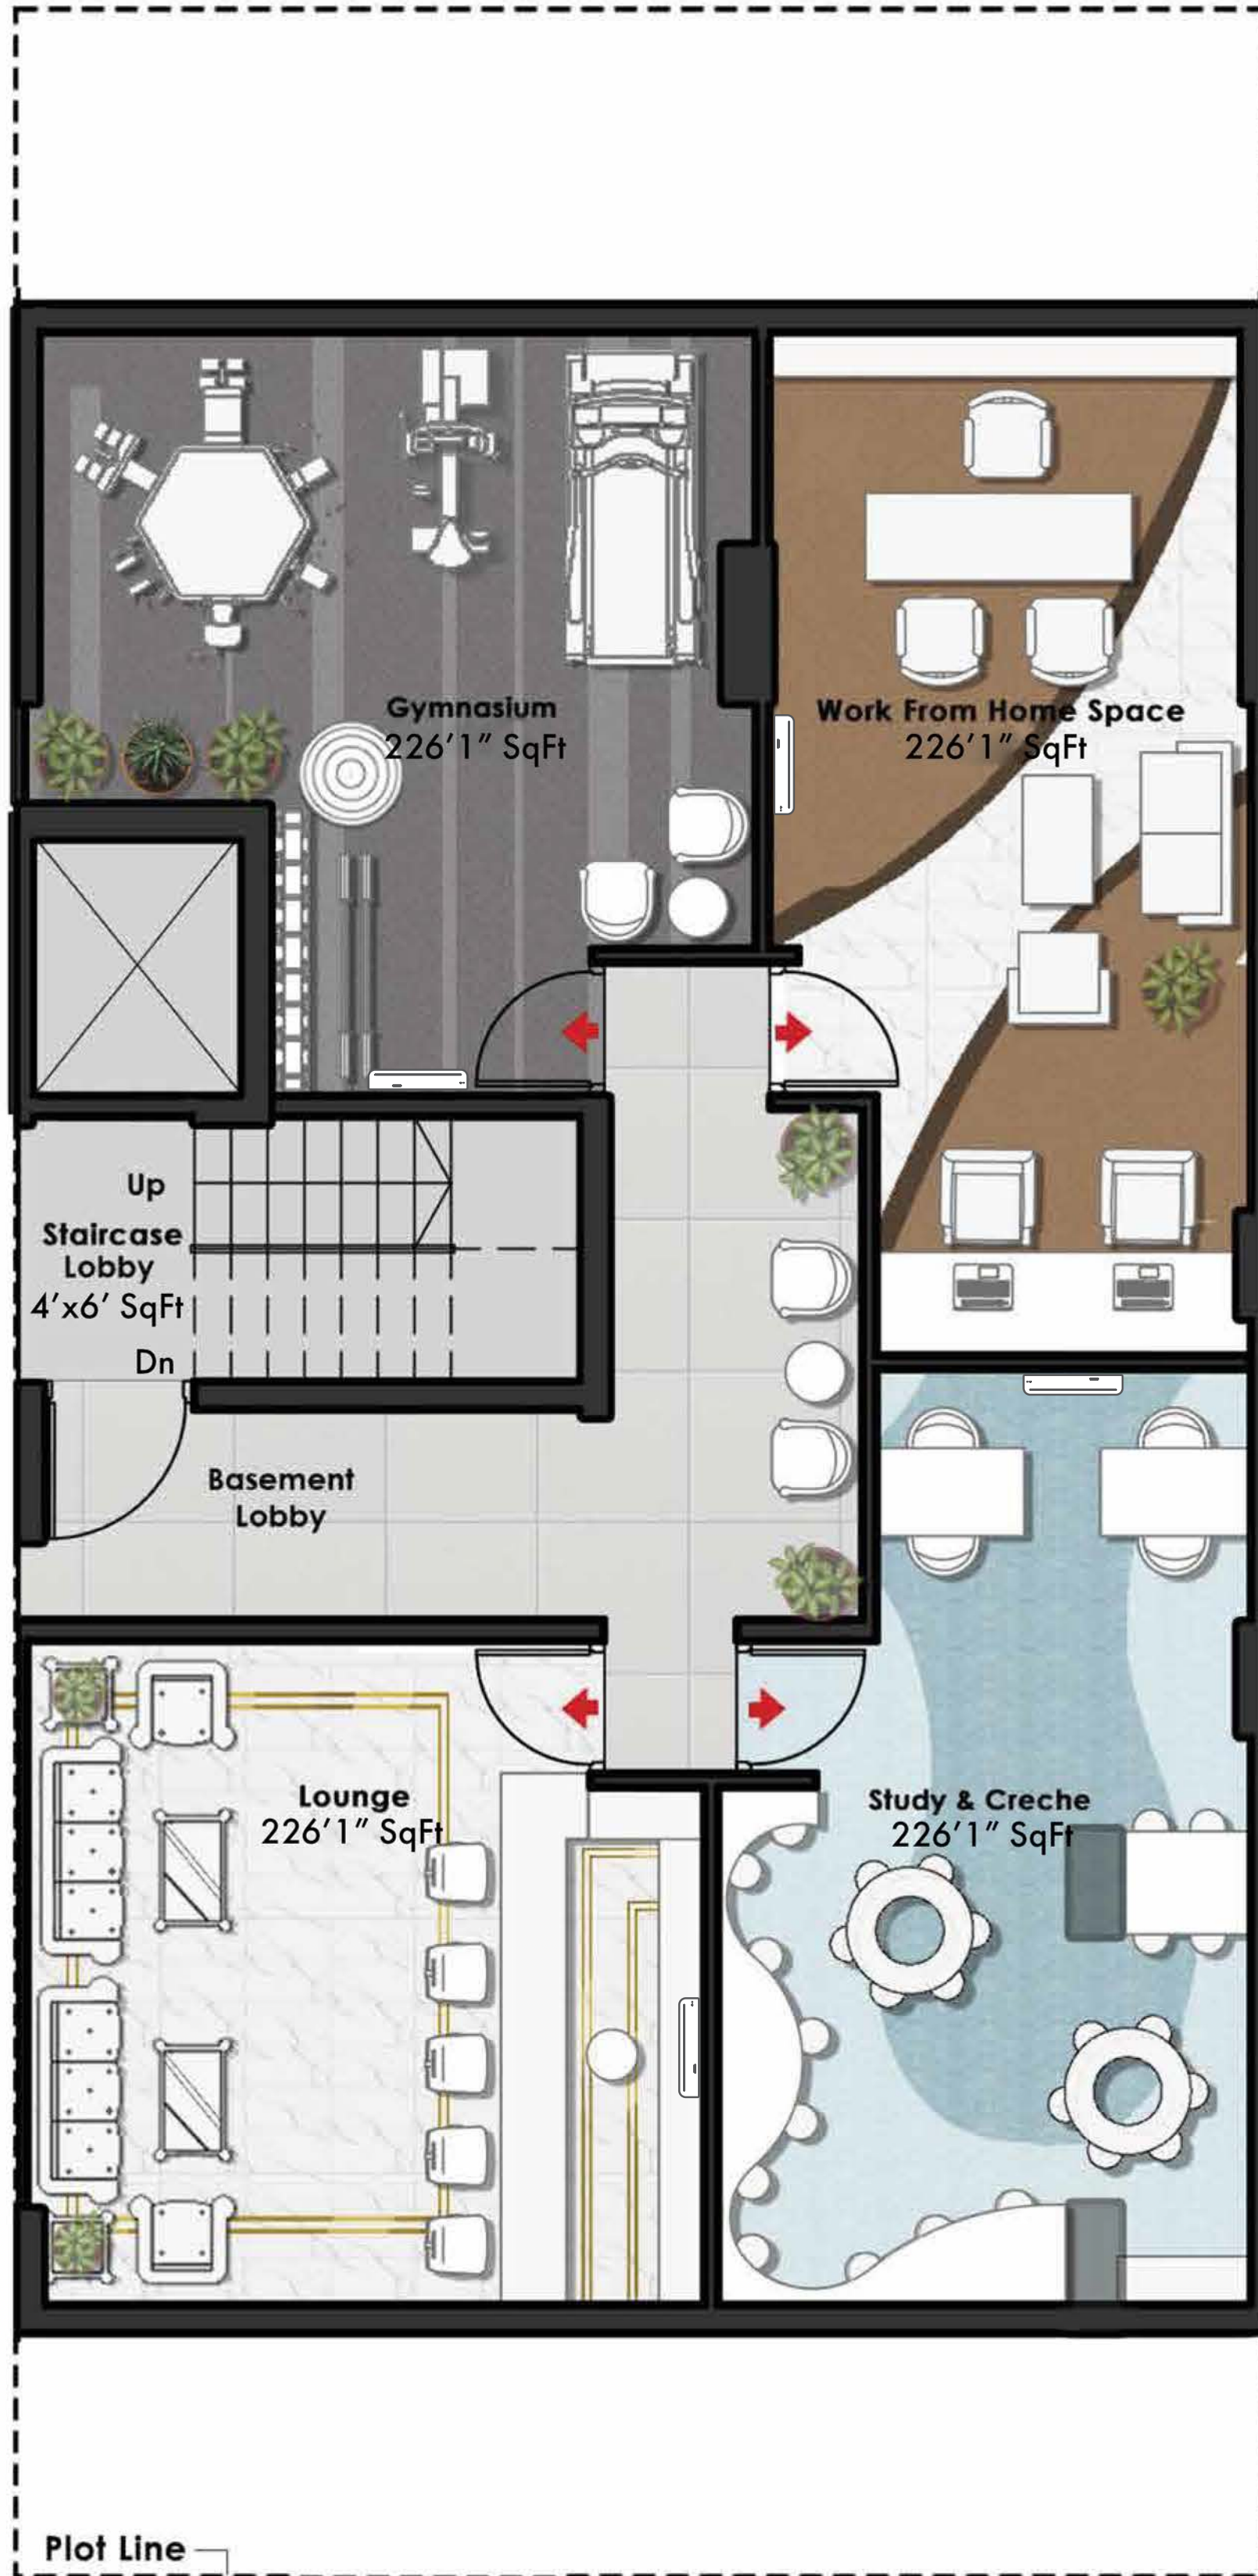 Gymnasium
226'1" SqFt
Work From Home Space
226'1" SqFt
Up
Staircase
Lobby
4'x6' SqFt
Dn
Basement
Lobby
Lounge
226'1" SqFt
Study & Creche
226'1" SqFt
Plot Line